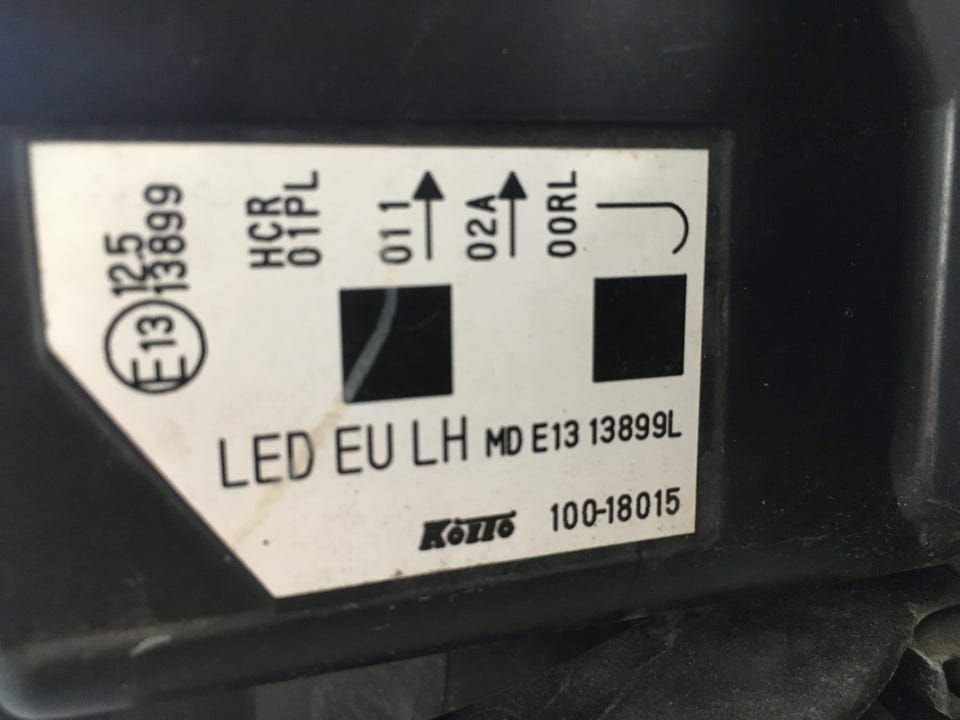 E13
12.5
13899
HCR
01PL
01 1
02A
00RL
LED EU LH MD E13 13899L
KOITO 100-18015